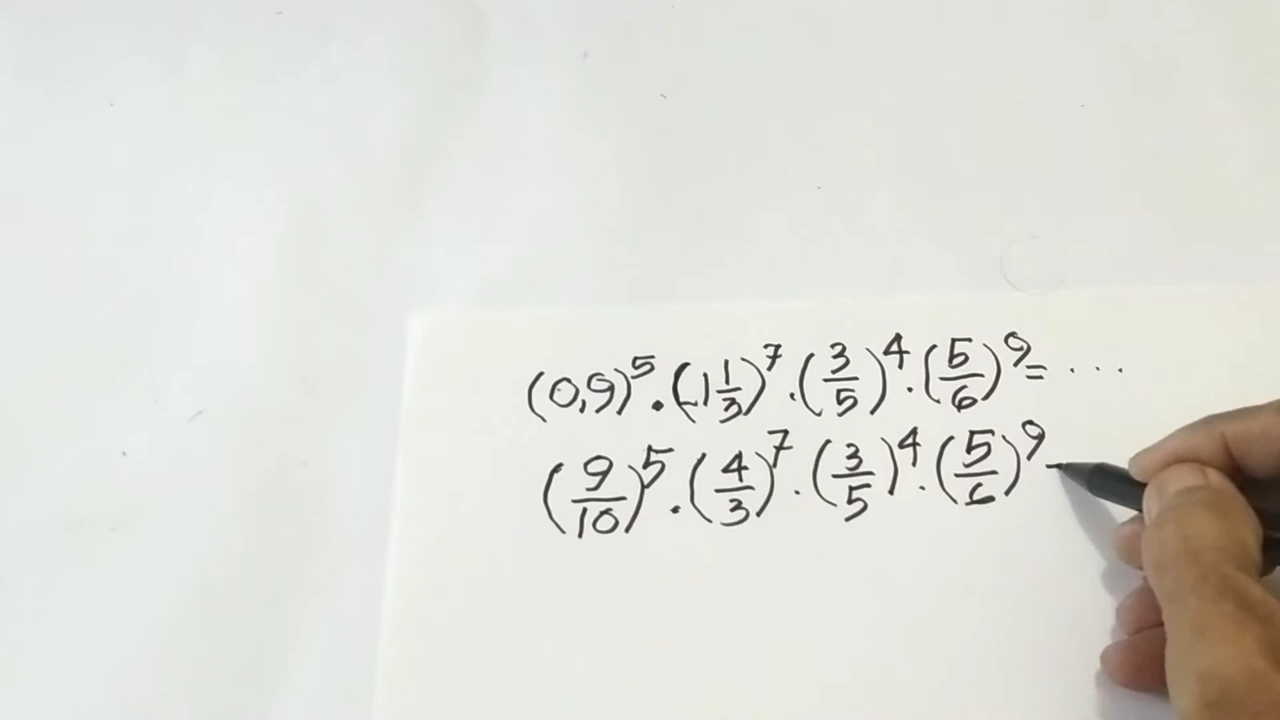 (0,9)⁵ · (1 1/3)⁷ · (3/5)⁴ · (5/6)⁹ = ...
(9/10)⁵ · (4/3)⁷ · (3/5)⁴ · (5/6)⁹